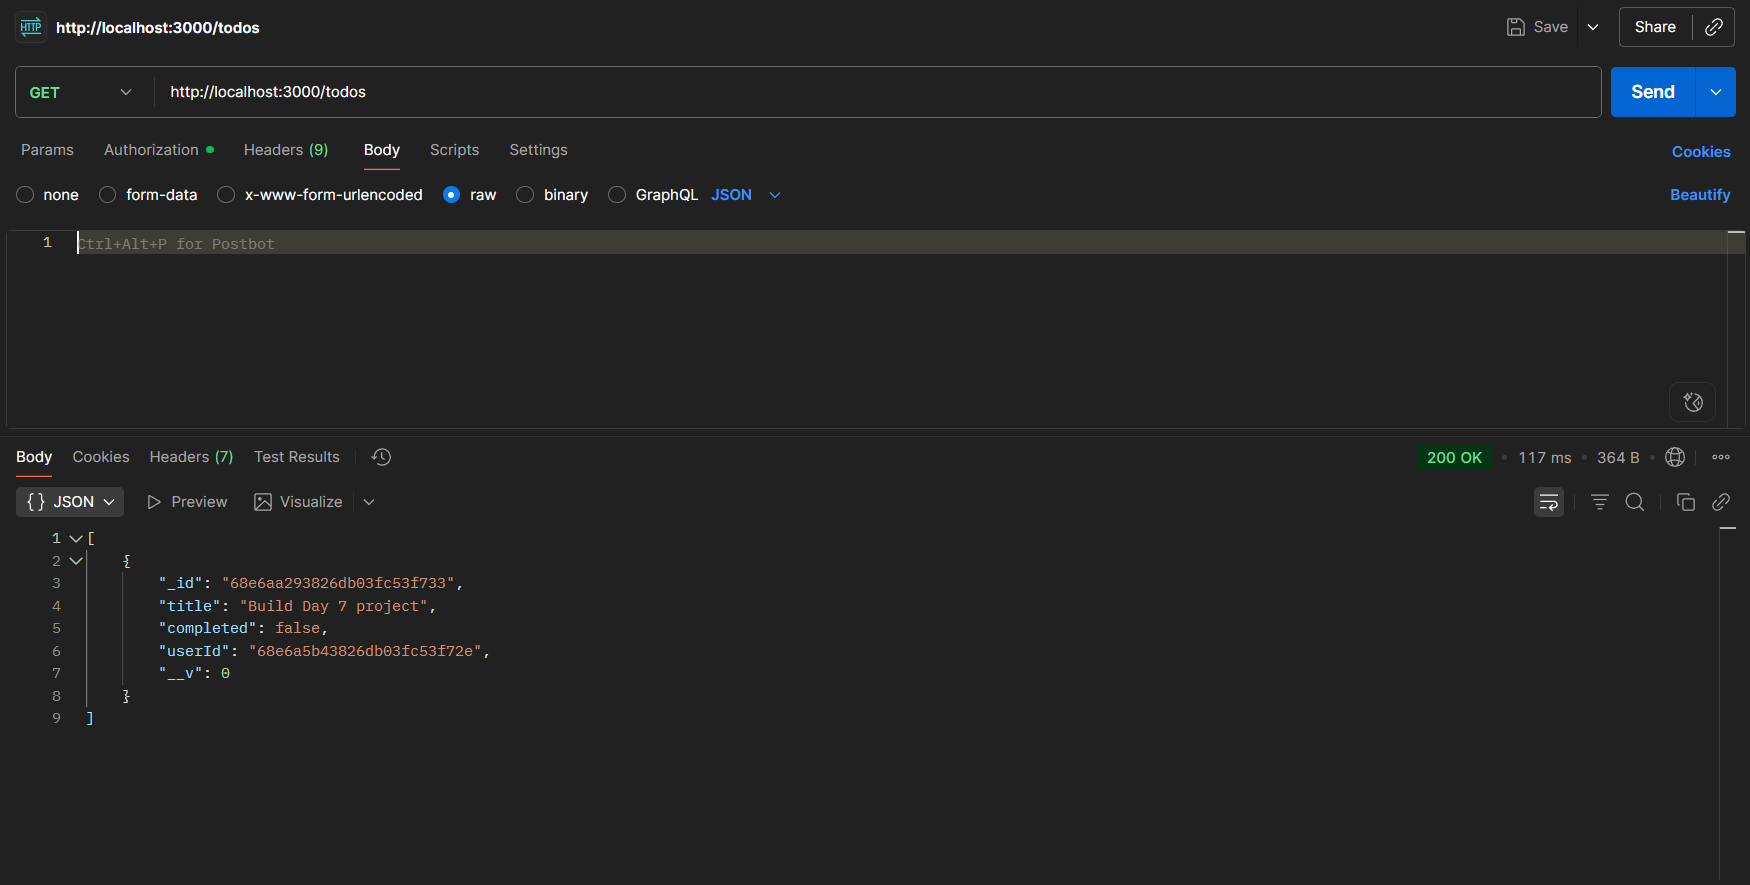 HTTP http://localhost:3000/todos Save Share
GET http://localhost:3000/todos Send
Params Authorization Headers (9) Body Scripts Settings Cookies
none form-data x-www-form-urlencoded raw binary GraphQL JSON Beautify
1 Ctrl+Alt+P for Postbot
Body Cookies Headers (7) Test Results 200 OK • 117 ms • 364 B
{} JSON Preview Visualize
1 [
2 {
3 "_id": "68e6aa293826db03fc53f733",
4 "title": "Build Day 7 project",
5 "completed": false,
6 "userId": "68e6a5b43826db03fc53f72e",
7 "__v": 0
8 }
9 ]